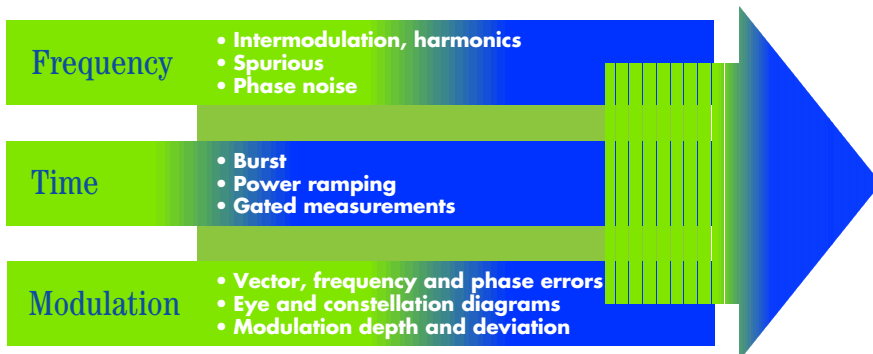 Frequency
• Intermodulation, harmonics
• Spurious
• Phase noise
Time
• Burst
• Power ramping
• Gated measurements
Modulation
• Vector, frequency and phase errors
• Eye and constellation diagrams
• Modulation depth and deviation